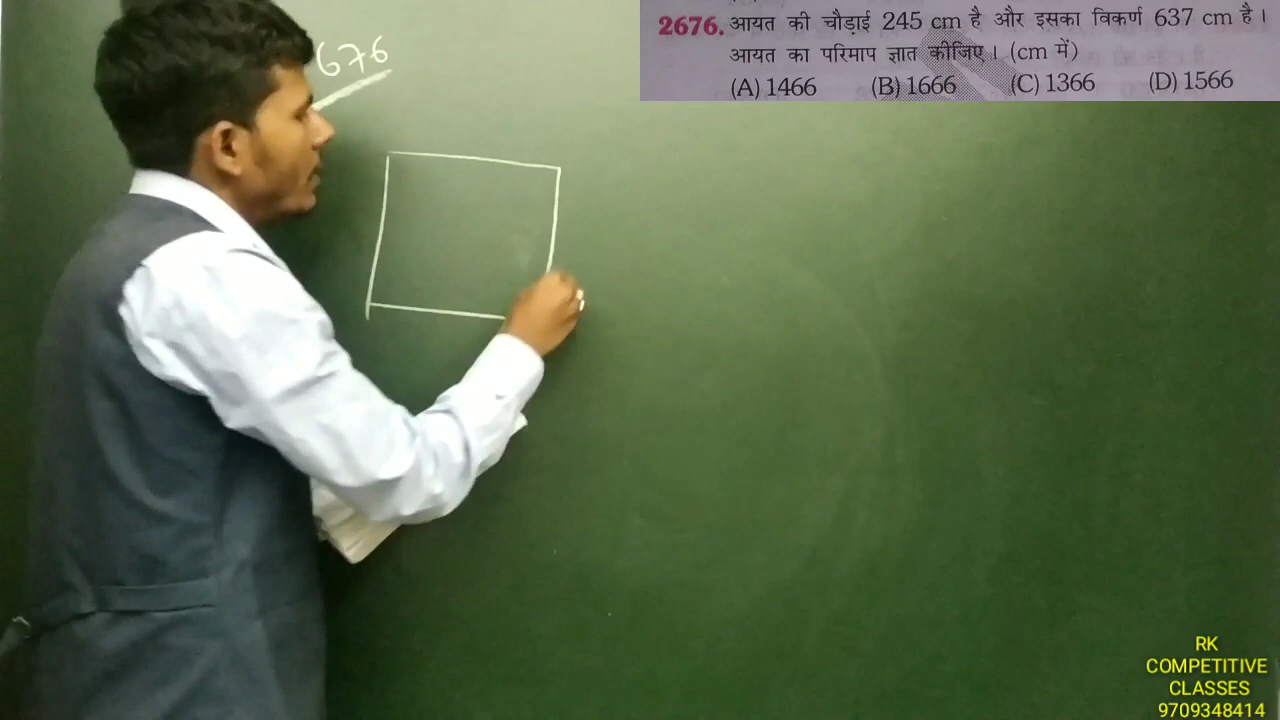 2676. आयत की चौड़ाई 245 cm है और इसका विकर्ण 637 cm है।
आयत का परिमाप ज्ञात कीजिए। (cm में)
(A) 1466 (B) 1666 (C) 1366 (D) 1566
676
RK
COMPETITIVE
CLASSES
9709348414